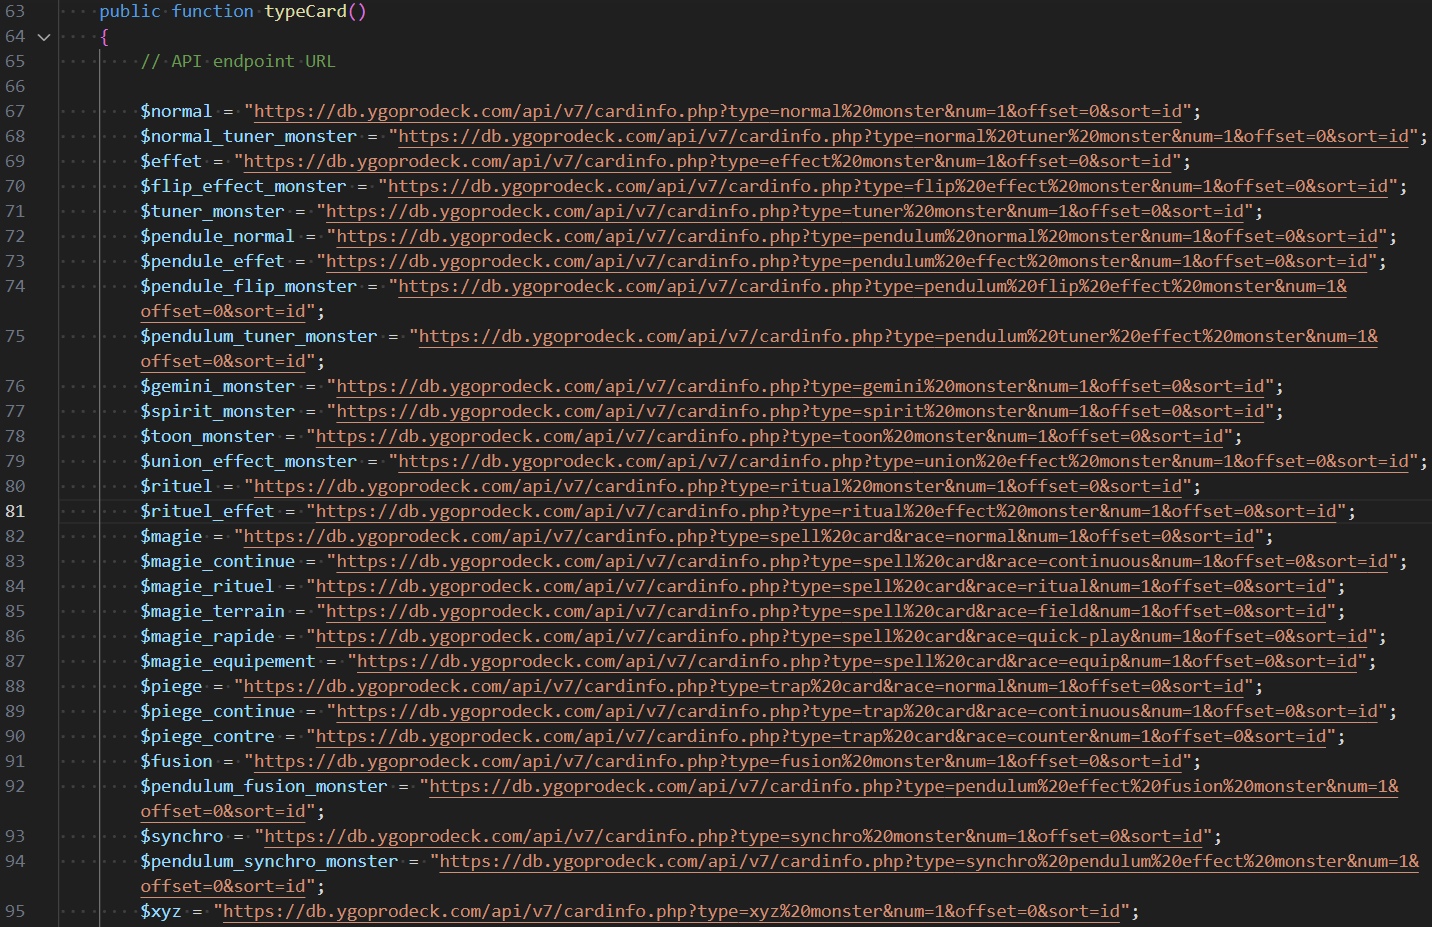 63 public function typeCard()
64 {
65 // API endpoint URL
66
67 $normal = "https://db.ygoprodeck.com/api/v7/cardinfo.php?type=normal%20monster&num=1&offset=0&sort=id";
68 $normal_tuner_monster = "https://db.ygoprodeck.com/api/v7/cardinfo.php?type=normal%20tuner%20monster&num=1&offset=0&sort=id";
69 $effet = "https://db.ygoprodeck.com/api/v7/cardinfo.php?type=effect%20monster&num=1&offset=0&sort=id";
70 $flip_effect_monster = "https://db.ygoprodeck.com/api/v7/cardinfo.php?type=flip%20effect%20monster&num=1&offset=0&sort=id";
71 $tuner_monster = "https://db.ygoprodeck.com/api/v7/cardinfo.php?type=tuner%20monster&num=1&offset=0&sort=id";
72 $pendule_normal = "https://db.ygoprodeck.com/api/v7/cardinfo.php?type=pendulum%20normal%20monster&num=1&offset=0&sort=id";
73 $pendule_effet = "https://db.ygoprodeck.com/api/v7/cardinfo.php?type=pendulum%20effect%20monster&num=1&offset=0&sort=id";
74 $pendule_flip_monster = "https://db.ygoprodeck.com/api/v7/cardinfo.php?type=pendulum%20flip%20effect%20monster&num=1&
offset=0&sort=id";
75 $pendulum_tuner_monster = "https://db.ygoprodeck.com/api/v7/cardinfo.php?type=pendulum%20tuner%20effect%20monster&num=1&
offset=0&sort=id";
76 $gemini_monster = "https://db.ygoprodeck.com/api/v7/cardinfo.php?type=gemini%20monster&num=1&offset=0&sort=id";
77 $spirit_monster = "https://db.ygoprodeck.com/api/v7/cardinfo.php?type=spirit%20monster&num=1&offset=0&sort=id";
78 $toon_monster = "https://db.ygoprodeck.com/api/v7/cardinfo.php?type=toon%20monster&num=1&offset=0&sort=id";
79 $union_effect_monster = "https://db.ygoprodeck.com/api/v7/cardinfo.php?type=union%20effect%20monster&num=1&offset=0&sort=id";
80 $rituel = "https://db.ygoprodeck.com/api/v7/cardinfo.php?type=ritual%20monster&num=1&offset=0&sort=id";
81 $rituel_effet = "https://db.ygoprodeck.com/api/v7/cardinfo.php?type=ritual%20effect%20monster&num=1&offset=0&sort=id";
82 $magie = "https://db.ygoprodeck.com/api/v7/cardinfo.php?type=spell%20card&race=normal&num=1&offset=0&sort=id";
83 $magie_continue = "https://db.ygoprodeck.com/api/v7/cardinfo.php?type=spell%20card&race=continuous&num=1&offset=0&sort=id";
84 $magie_rituel = "https://db.ygoprodeck.com/api/v7/cardinfo.php?type=spell%20card&race=ritual&num=1&offset=0&sort=id";
85 $magie_terrain = "https://db.ygoprodeck.com/api/v7/cardinfo.php?type=spell%20card&race=field&num=1&offset=0&sort=id";
86 $magie_rapide = "https://db.ygoprodeck.com/api/v7/cardinfo.php?type=spell%20card&race=quick-play&num=1&offset=0&sort=id";
87 $magie_equipement = "https://db.ygoprodeck.com/api/v7/cardinfo.php?type=spell%20card&race=equip&num=1&offset=0&sort=id";
88 $piege = "https://db.ygoprodeck.com/api/v7/cardinfo.php?type=trap%20card&race=normal&num=1&offset=0&sort=id";
89 $piege_continue = "https://db.ygoprodeck.com/api/v7/cardinfo.php?type=trap%20card&race=continuous&num=1&offset=0&sort=id";
90 $piege_contre = "https://db.ygoprodeck.com/api/v7/cardinfo.php?type=trap%20card&race=counter&num=1&offset=0&sort=id";
91 $fusion = "https://db.ygoprodeck.com/api/v7/cardinfo.php?type=fusion%20monster&num=1&offset=0&sort=id";
92 $pendulum_fusion_monster = "https://db.ygoprodeck.com/api/v7/cardinfo.php?type=pendulum%20effect%20fusion%20monster&num=1&
offset=0&sort=id";
93 $synchro = "https://db.ygoprodeck.com/api/v7/cardinfo.php?type=synchro%20monster&num=1&offset=0&sort=id";
94 $pendulum_synchro_monster = "https://db.ygoprodeck.com/api/v7/cardinfo.php?type=synchro%20pendulum%20effect%20monster&num=1&
offset=0&sort=id";
95 $xyz = "https://db.ygoprodeck.com/api/v7/cardinfo.php?type=xyz%20monster&num=1&offset=0&sort=id";